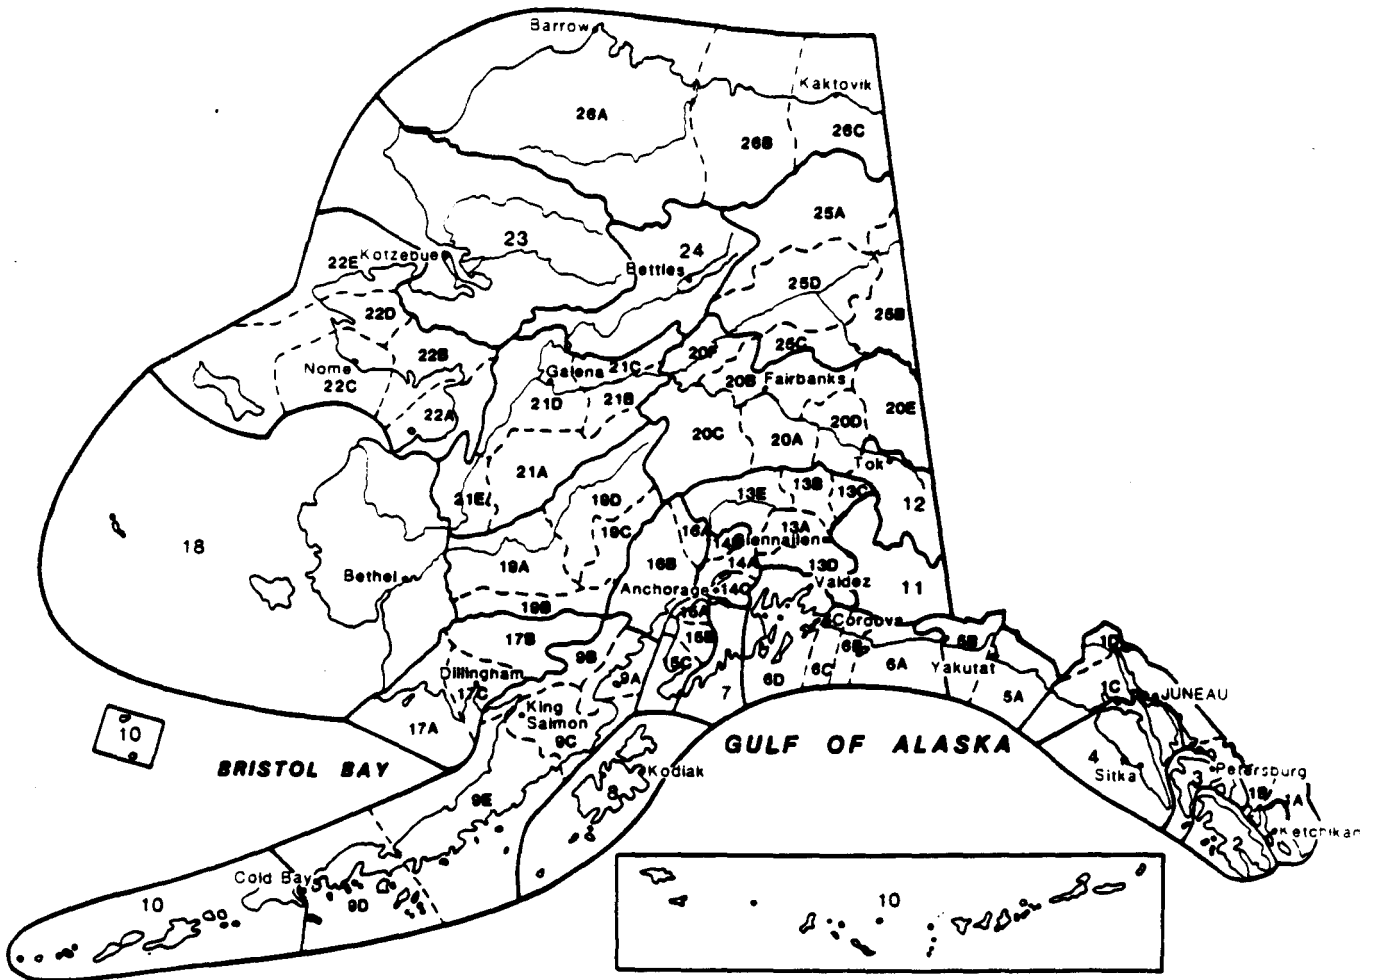 Barrow
Kaktovik
26A
26B
26C
25A
23
24
22E
Kotzebue
Bettles
25D
22D
25B
22B
20F
25C
Nome
22C
Galena
21C
20B
Fairbanks
21D
21B
22A
20D
20E
20C
20A
21A
Tok
21E
19D
13E
13B
13C
12
19C
16A
13A
Glennallen
18
14A
19A
16B
13D
Bethel
Anchorage
14C
Valdez
11
19B
15A
Cordova
17B
15B
6B
6B
1D
9B
5C
6A
Yakutat
Dillingham
17C
9A
6D
6C
5A
1C
JUNEAU
7
King
Salmon
17A
9C
10
GULF OF ALASKA
4
Sitka
BRISTOL BAY
Kodiak
3
Petersburg
8
9E
1B
1A
Ketchikan
2
Cold Bay
10
9D
10